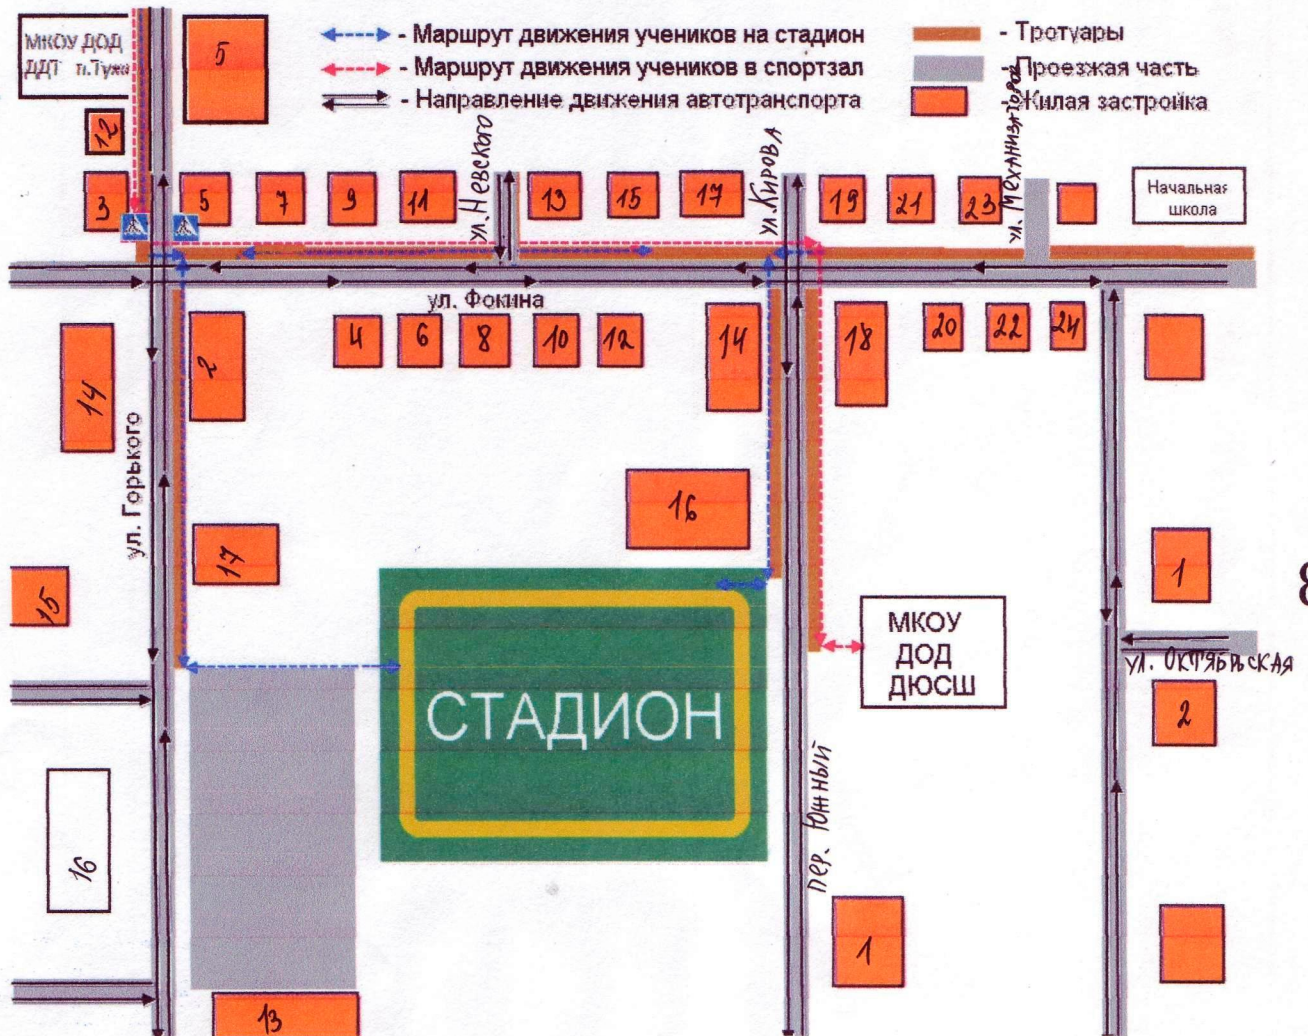 МКОУ ДОД
ДДТ п.Тужа
5
- Маршрут движения учеников на стадион
- Маршрут движения учеников в спортзал
- Направление движения автотранспорта
- Тротуары
- Проезжая часть
- Жилая застройка
12
3
5
7
9
11
ул. Невского
13
15
17
ул. Кирова
19
21
23
ул. Механизаторов
Начальная
школа
ул. Фокина
14
2
4
6
8
10
12
14
18
20
22
24
ул. Горького
15
17
16
1
СТАДИОН
МКОУ
ДОД
ДЮСШ
ул. ОКТЯБРЬСКАЯ
2
16
пер. Южный
1
13
8